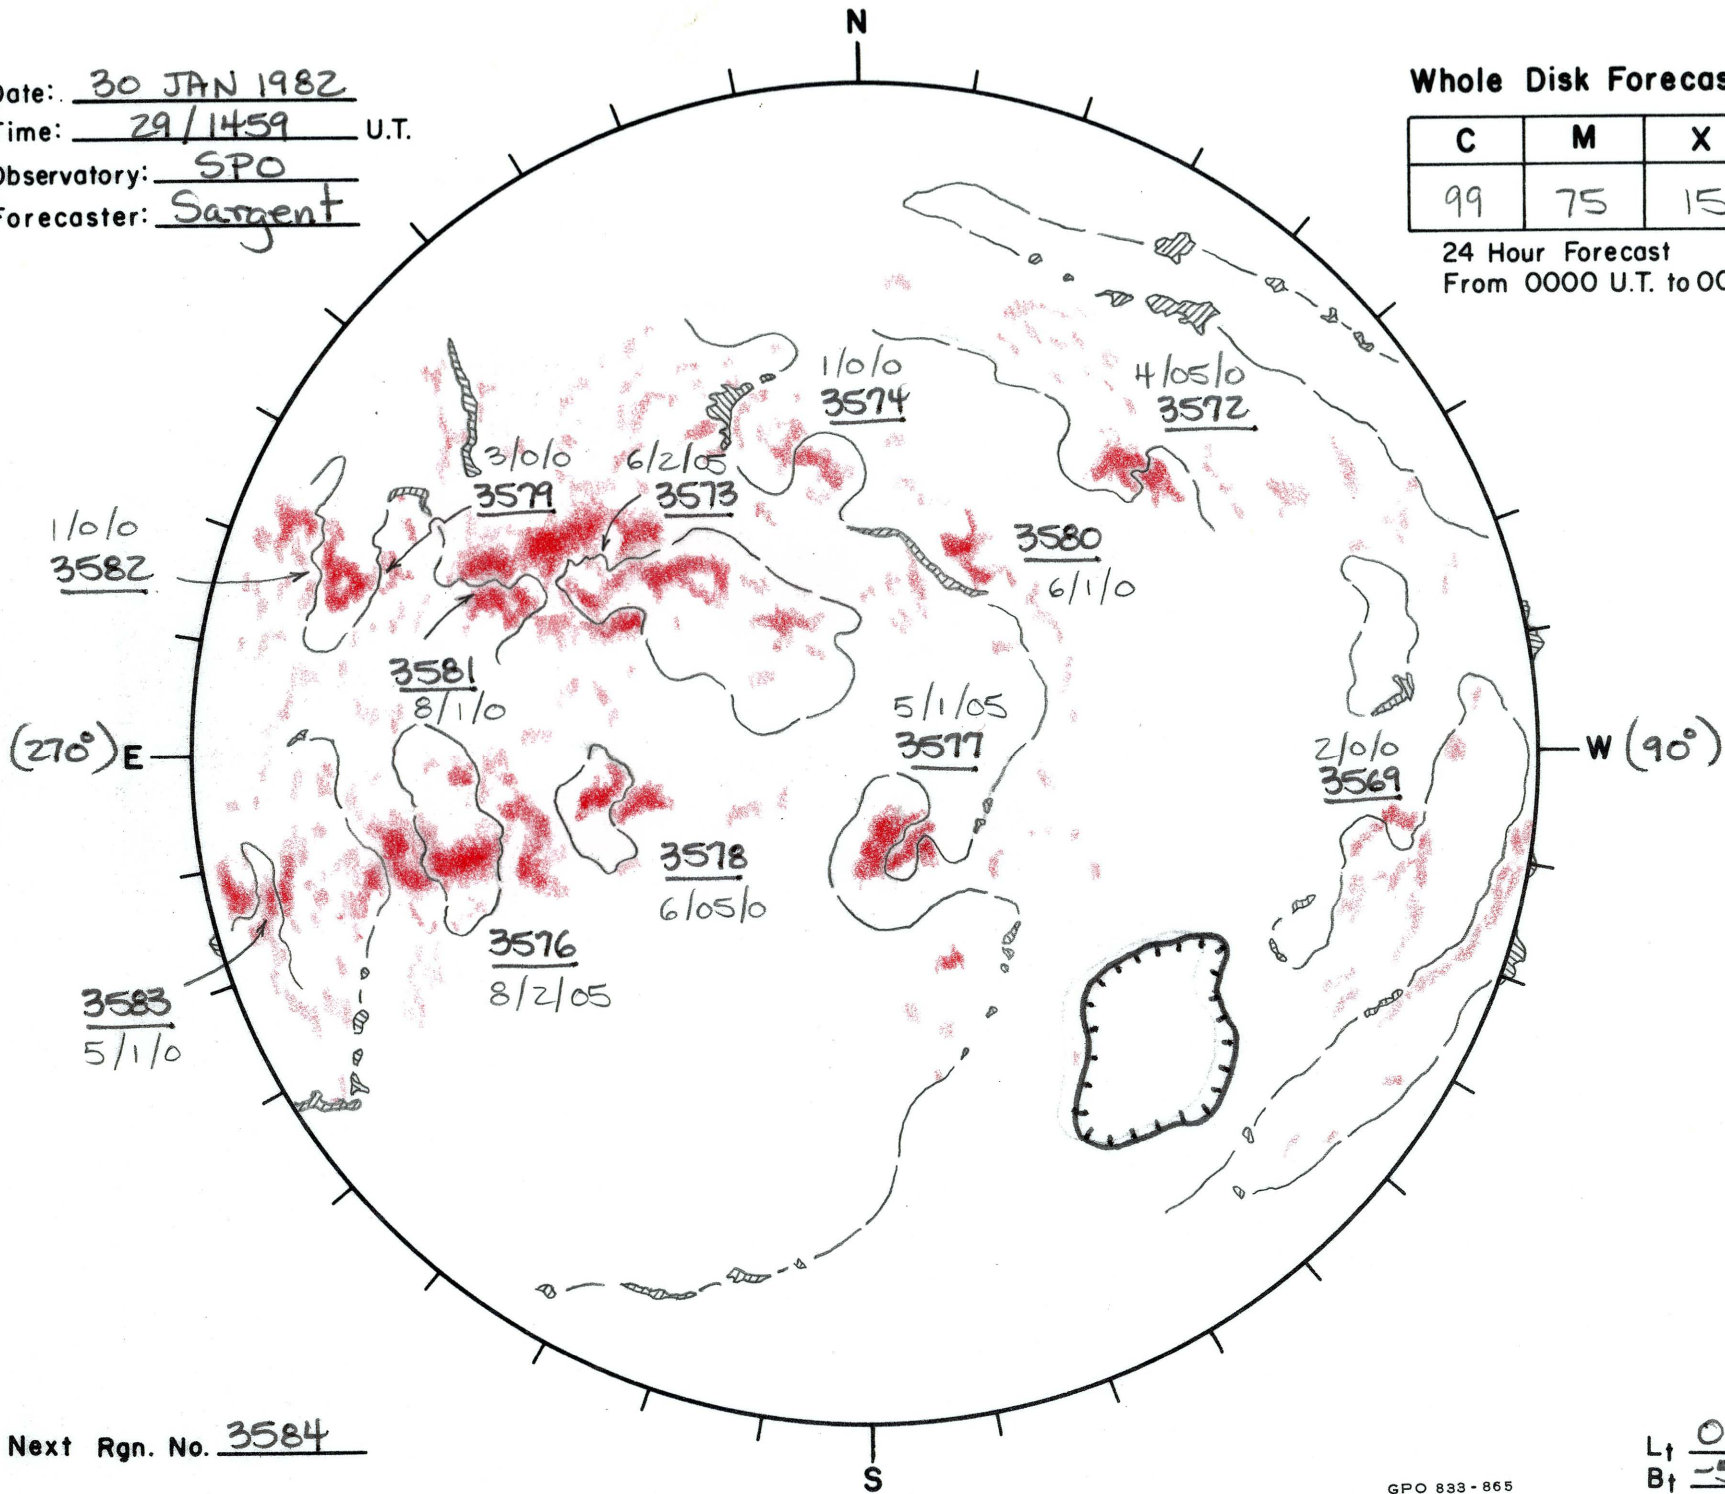 N
Date: 30 JAN 1982
Time: 29/1459 U.T.
Observatory: SPO
Forecaster: Sargent
Whole Disk Forecas
C M X
99 75 15
24 Hour Forecast
From 0000 U.T. to 00
1/0/0
3574
4/05/0
3572
3/0/0
3579
6/2/05
3573
1/0/0
3582
3580
6/1/0
3581
8/1/0
5/1/05
3577
(270°) E
W (90°)
2/0/0
3569
3578
6/05/0
3576
8/2/05
3583
5/1/0
Next Rgn. No. 3584
S
GPO 833-865
Lt 0
Bt -5